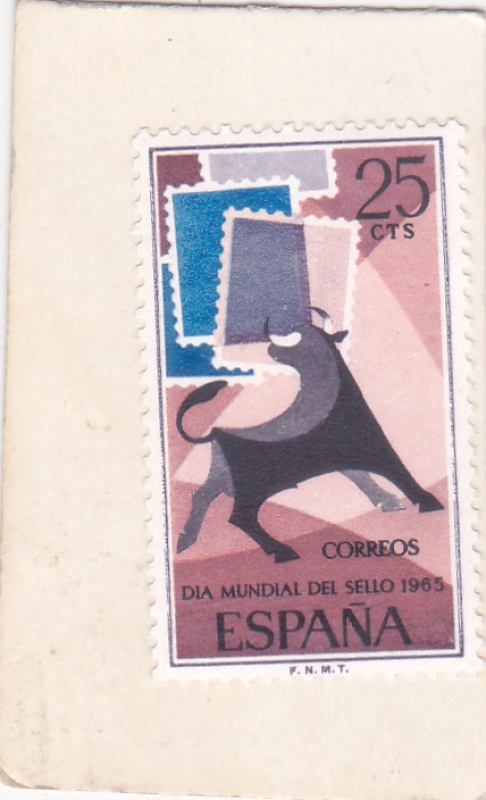 25
CTS
CORREOS
DIA MUNDIAL DEL SELLO 1965
ESPAÑA
F. N. M. T.